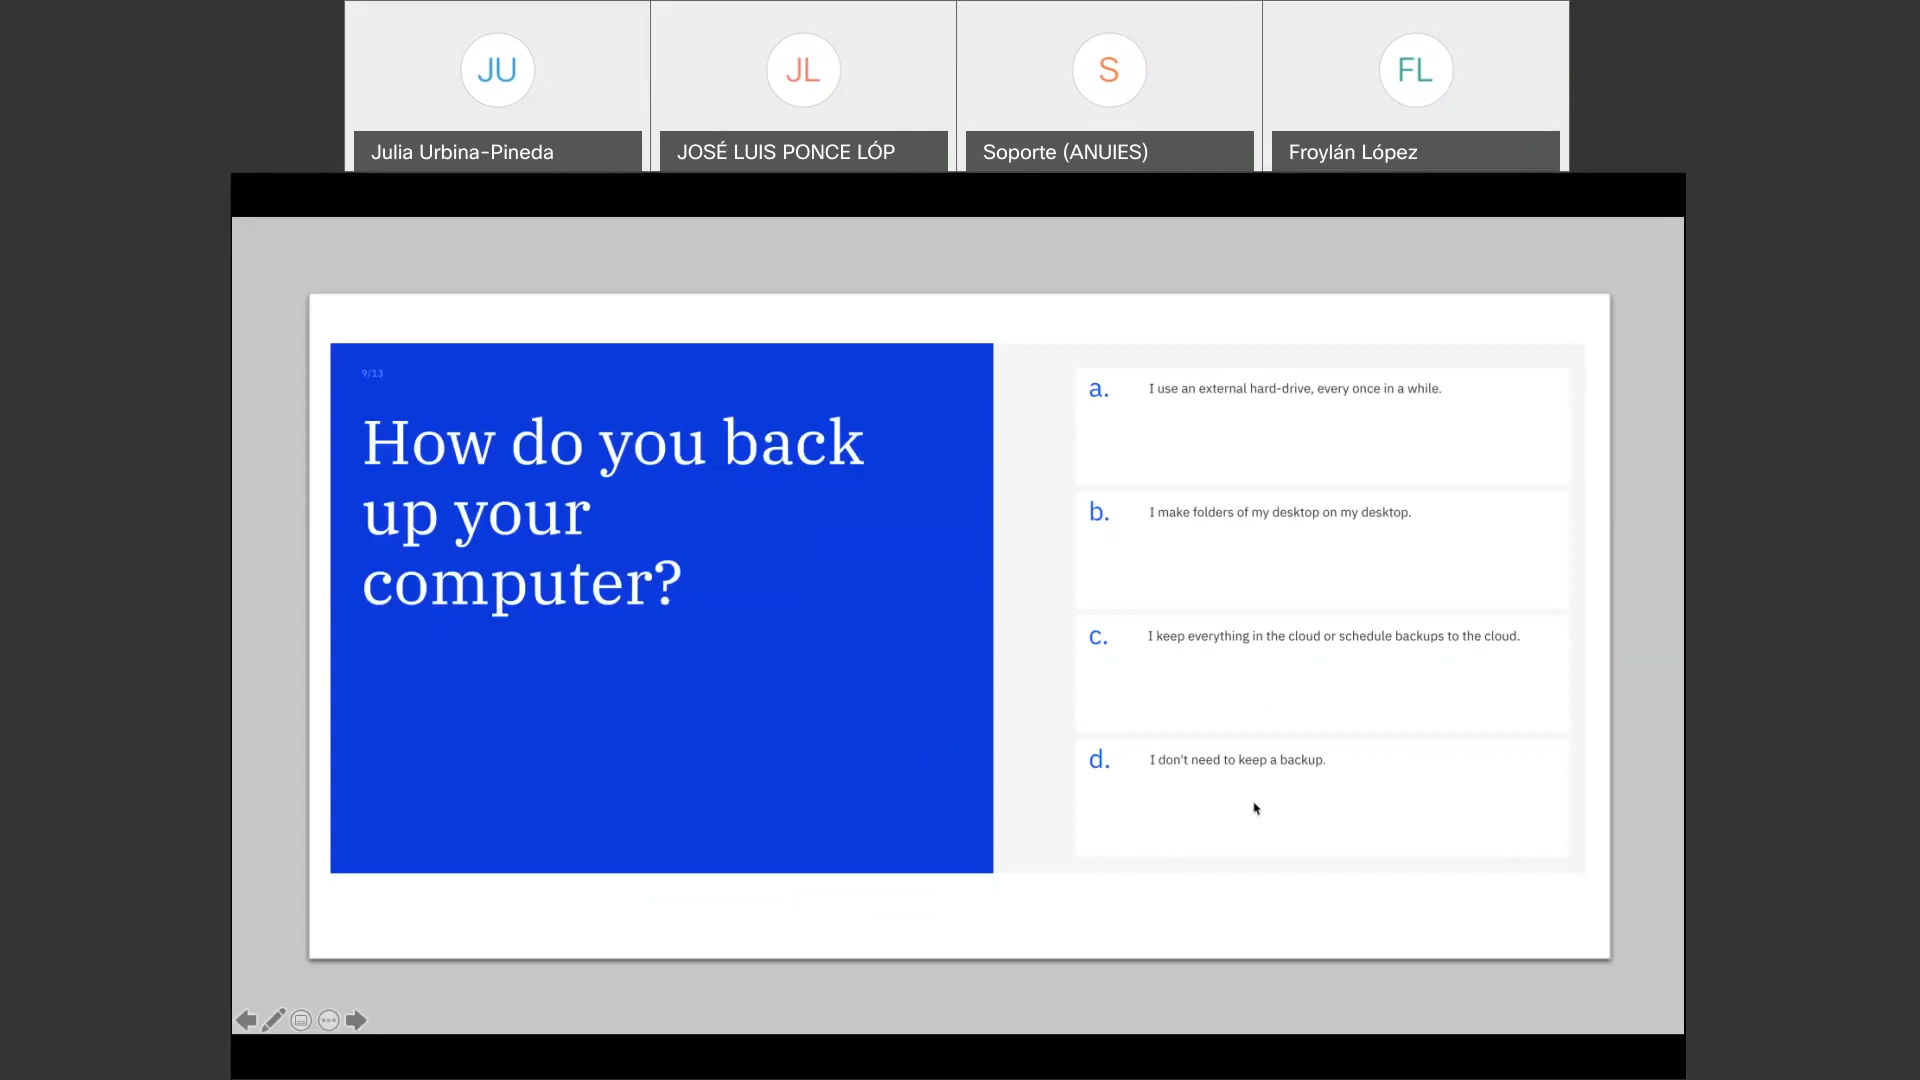 JU
JL
S
FL
Julia Urbina-Pineda
JOSÉ LUIS PONCE LÓP
Soporte (ANUIES)
Froylán López
9/13
How do you back
up your
computer?
a. I use an external hard-drive, every once in a while.
b. I make folders of my desktop on my desktop.
c. I keep everything in the cloud or schedule backups to the cloud.
d. I don't need to keep a backup.